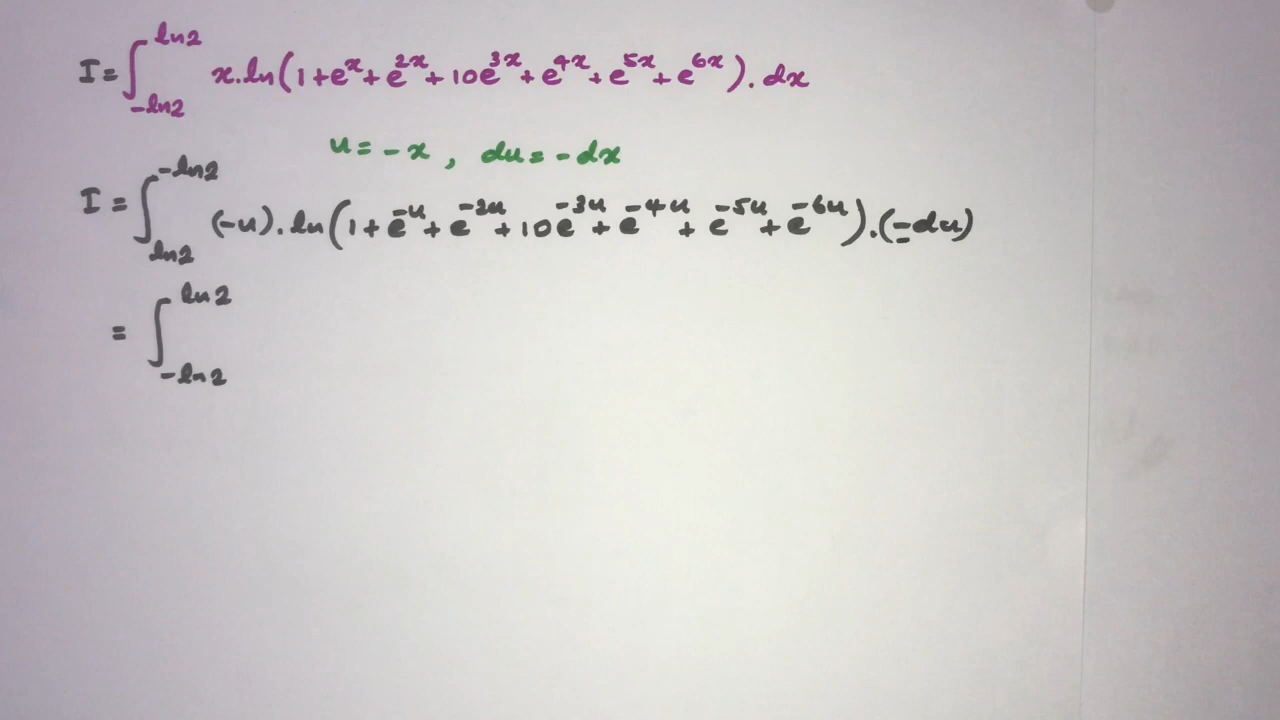 I = ∫_{-ln2}^{ln2} x.ln(1+e^x+e^{2x}+10e^{3x}+e^{4x}+e^{5x}+e^{6x}).dx
u = -x, du = -dx
I = ∫_{ln2}^{-ln2} (-u).ln(1+e^{-u}+e^{-2u}+10e^{-3u}+e^{-4u}+e^{-5u}+e^{-6u}).(-du)
= ∫_{-ln2}^{ln2}